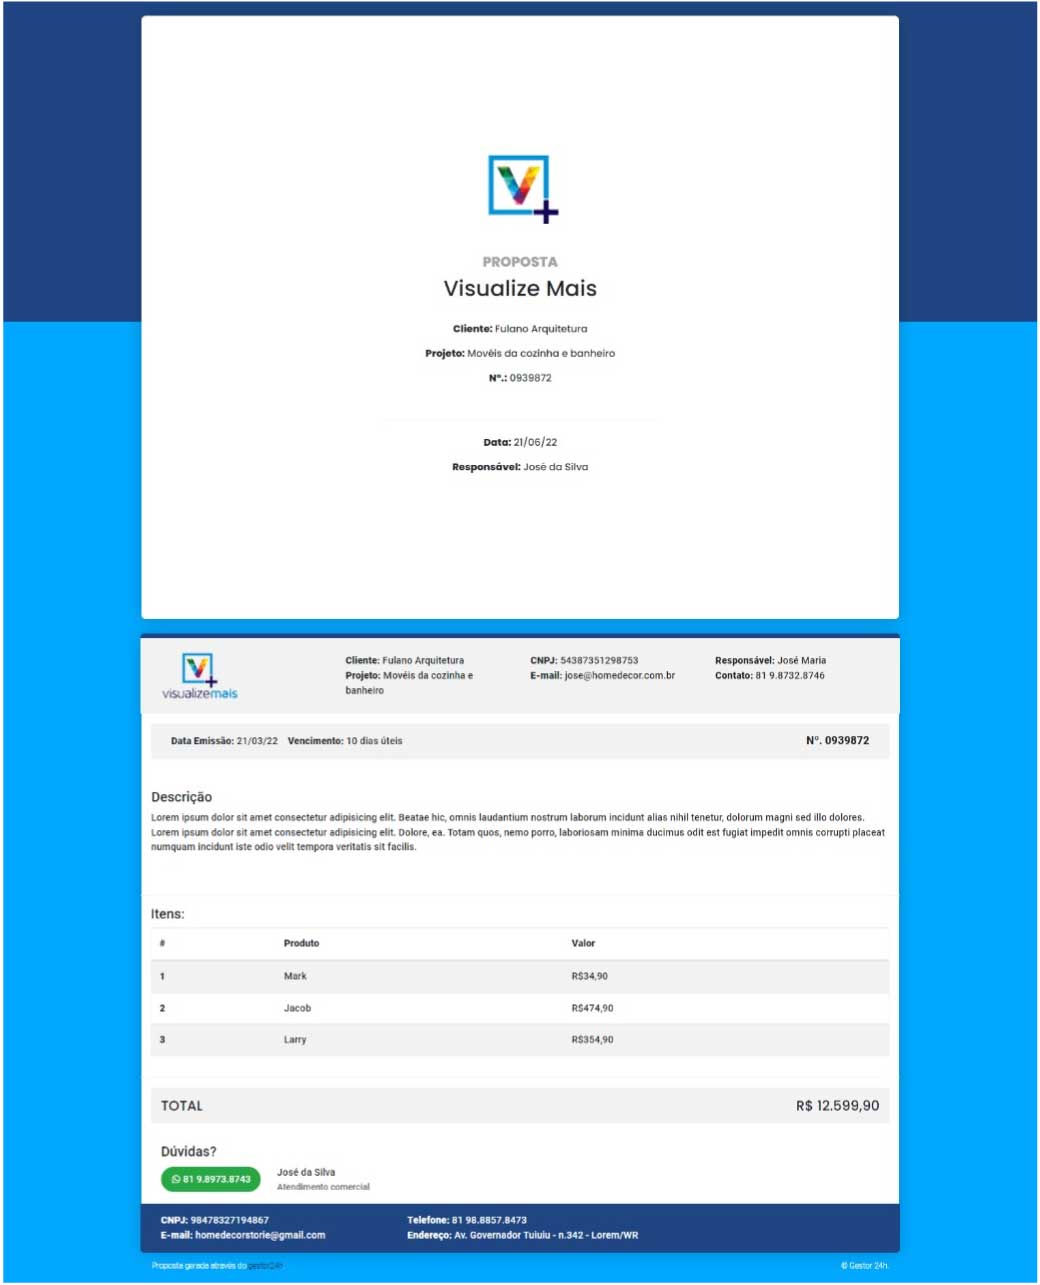 PROPOSTA
Visualize Mais
Cliente: Fulano Arquitetura
Projeto: Movéis da cozinha e banheiro
Nº.: 0939872
Data: 21/06/22
Responsável: José da Silva
visualizemais
Cliente: Fulano Arquitetura
Projeto: Movéis da cozinha e
banheiro
CNPJ: 54387351298753
E-mail: jose@homedecor.com.br
Responsável: José Maria
Contato: 81 9.8732.8746
Data Emissão: 21/03/22 Vencimento: 10 dias úteis
Nº. 0939872
Descrição
Lorem ipsum dolor sit amet consectetur adipisicing elit. Beatae hic, omnis laudantium nostrum laborum incidunt alias nihil tenetur, dolorum magni sed illo dolores.
Lorem ipsum dolor sit amet consectetur adipisicing elit. Dolore, ea. Totam quos, nemo porro, laboriosam minima ducimus odit est fugiat impedit omnis corrupti placeat
numquam incidunt iste odio velit tempora veritatis sit facilis.
Itens:
# Produto Valor
1 Mark R$34,90
2 Jacob R$474,90
3 Larry R$354,90
TOTAL R$ 12.599,90
Dúvidas?
81 9.8973.8743
José da Silva
Atendimento comercial
CNPJ: 98478327194867
E-mail: homedecorstorie@gmail.com
Telefone: 81 98.8857.8473
Endereço: Av. Governador Tuiuiu - n.342 - Lorem/WR
Proposta gerada através do gestor24h.
© Gestor 24h.